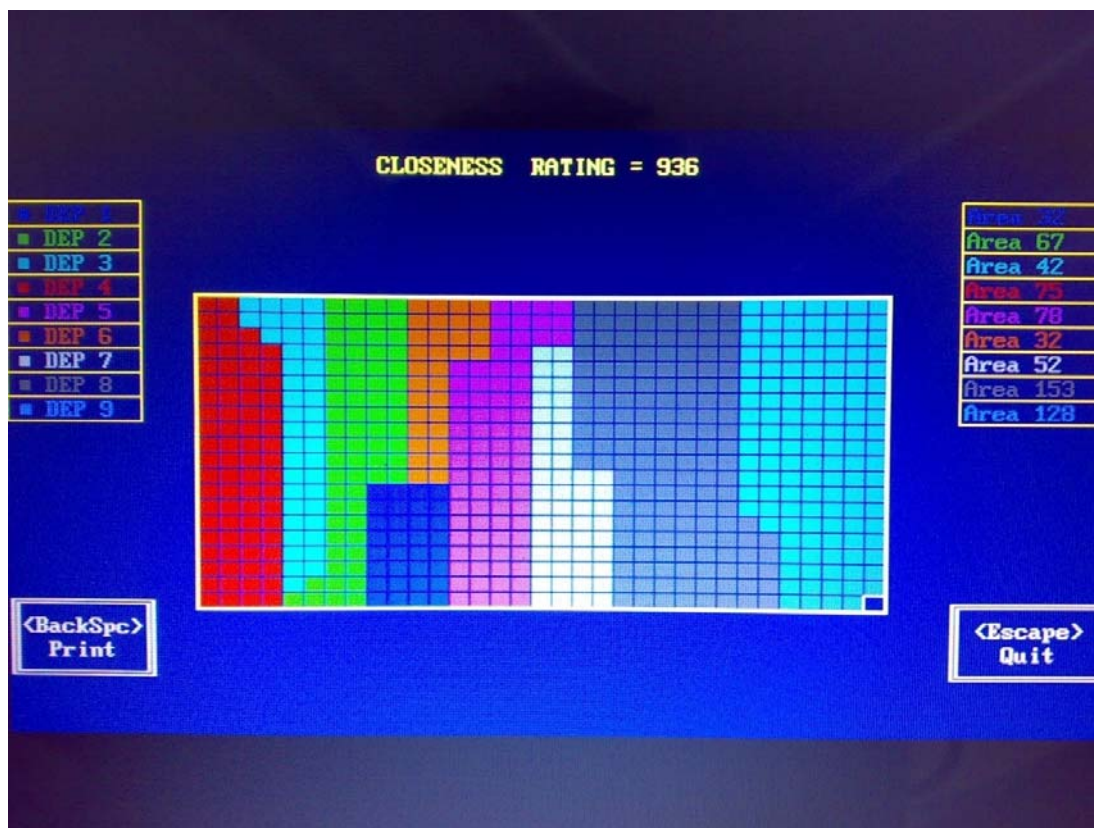 CLOSENESS RATING = 936
DEP 1
DEP 2
DEP 3
DEP 4
DEP 5
DEP 6
DEP 7
DEP 8
DEP 9
Area 32
Area 67
Area 42
Area 75
Area 78
Area 32
Area 52
Area 153
Area 128
<BackSpc>
Print
<Escape>
Quit